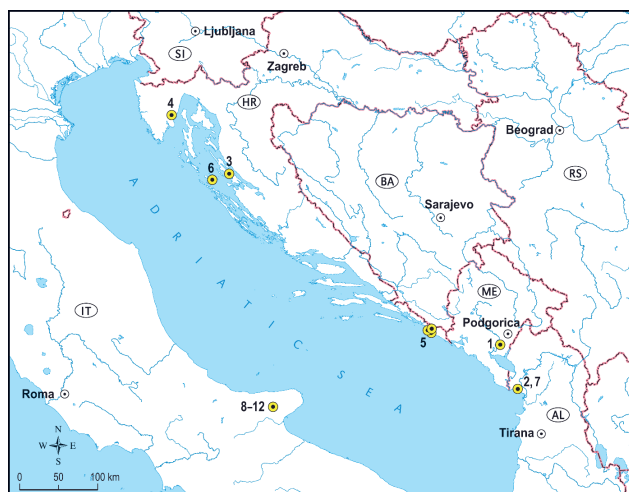 Ljubljana
SI
Zagreb
4
HR
Beograd
3
6
BA
RS
Sarajevo
ADRIATIC SEA
ME
IT
Podgorica
1
5
2, 7
Roma
8–12
AL
Tirana
N
W E
S
0 50 100 km